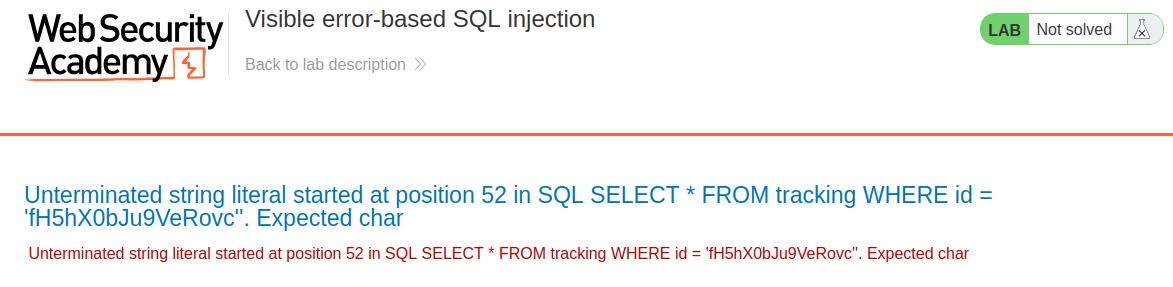 Web Security
Academy
Visible error-based SQL injection
Back to lab description
LAB Not solved
Unterminated string literal started at position 52 in SQL SELECT * FROM tracking WHERE id =
'fH5hX0bJu9VeRovc''. Expected char
Unterminated string literal started at position 52 in SQL SELECT * FROM tracking WHERE id = 'fH5hX0bJu9VeRovc''. Expected char